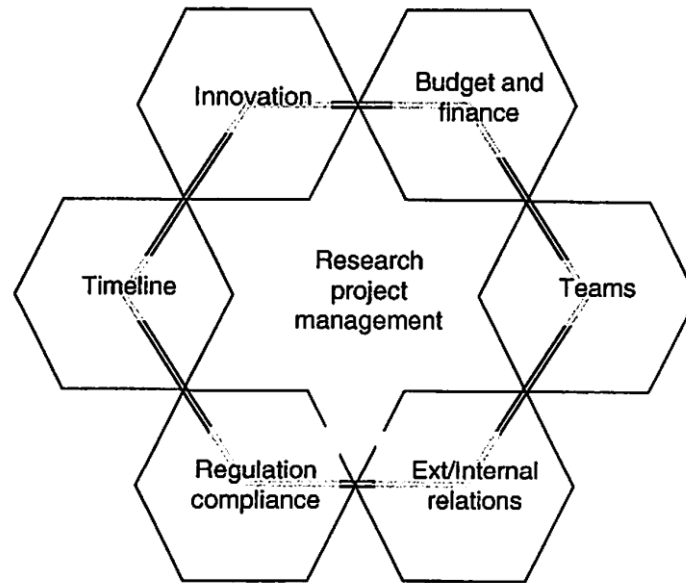 Innovation
Budget and
finance
Timeline
Research
project
management
Teams
Regulation
compliance
Ext/Internal
relations